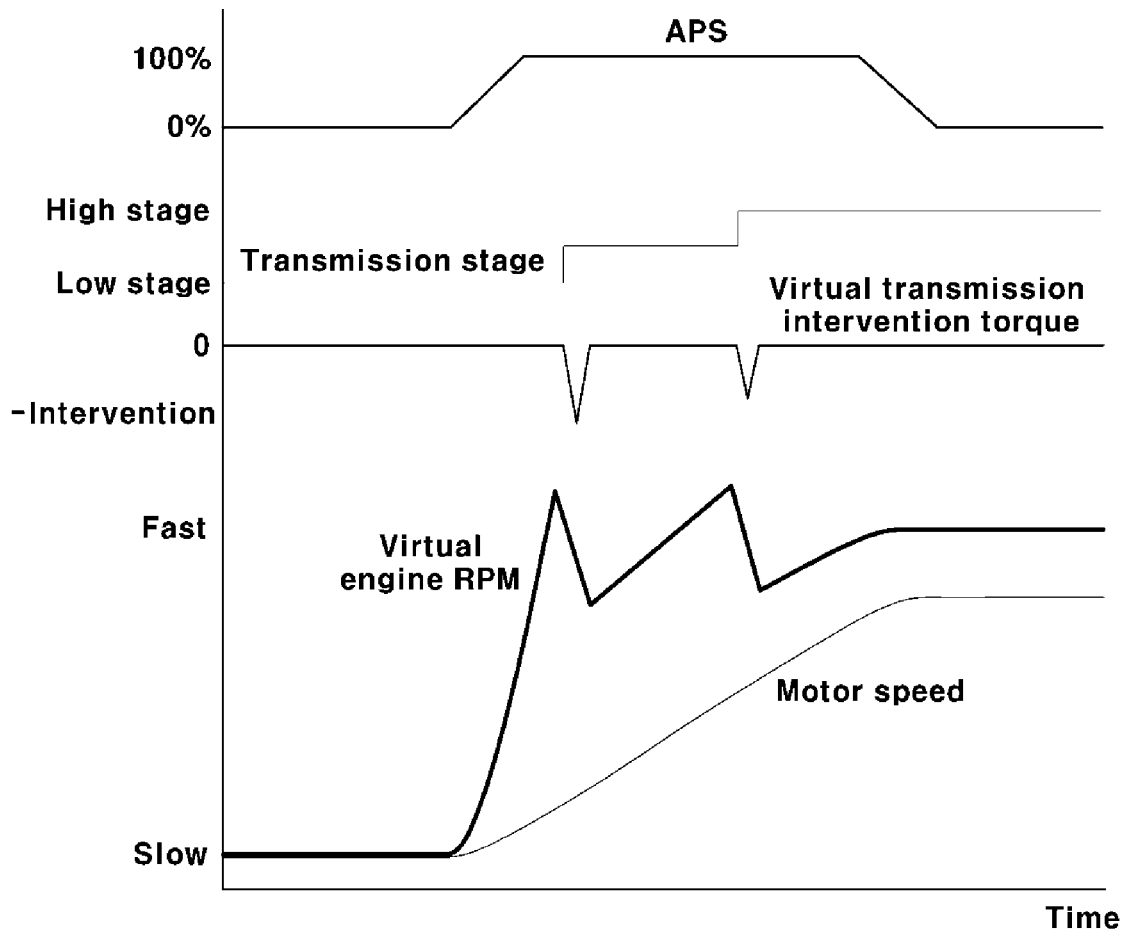 APS
100%
0%
High stage
Transmission stage
Low stage
Virtual transmission
intervention torque
0
-Intervention
Fast
Virtual
engine RPM
Motor speed
Slow
Time